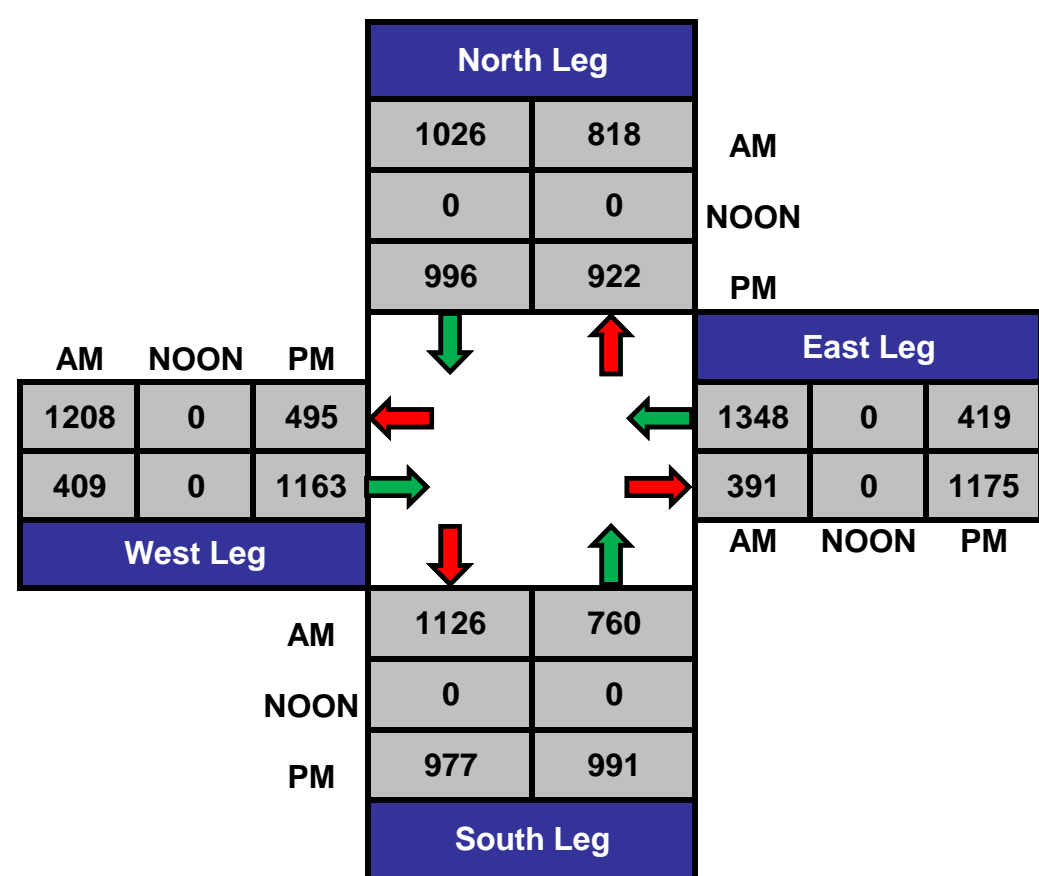 North Leg
1026 818 AM
0 0 NOON
996 922 PM
AM NOON PM East Leg
1208 0 495 1348 0 419
409 0 1163 391 0 1175
West Leg AM NOON PM
AM 1126 760
NOON 0 0
PM 977 991
South Leg